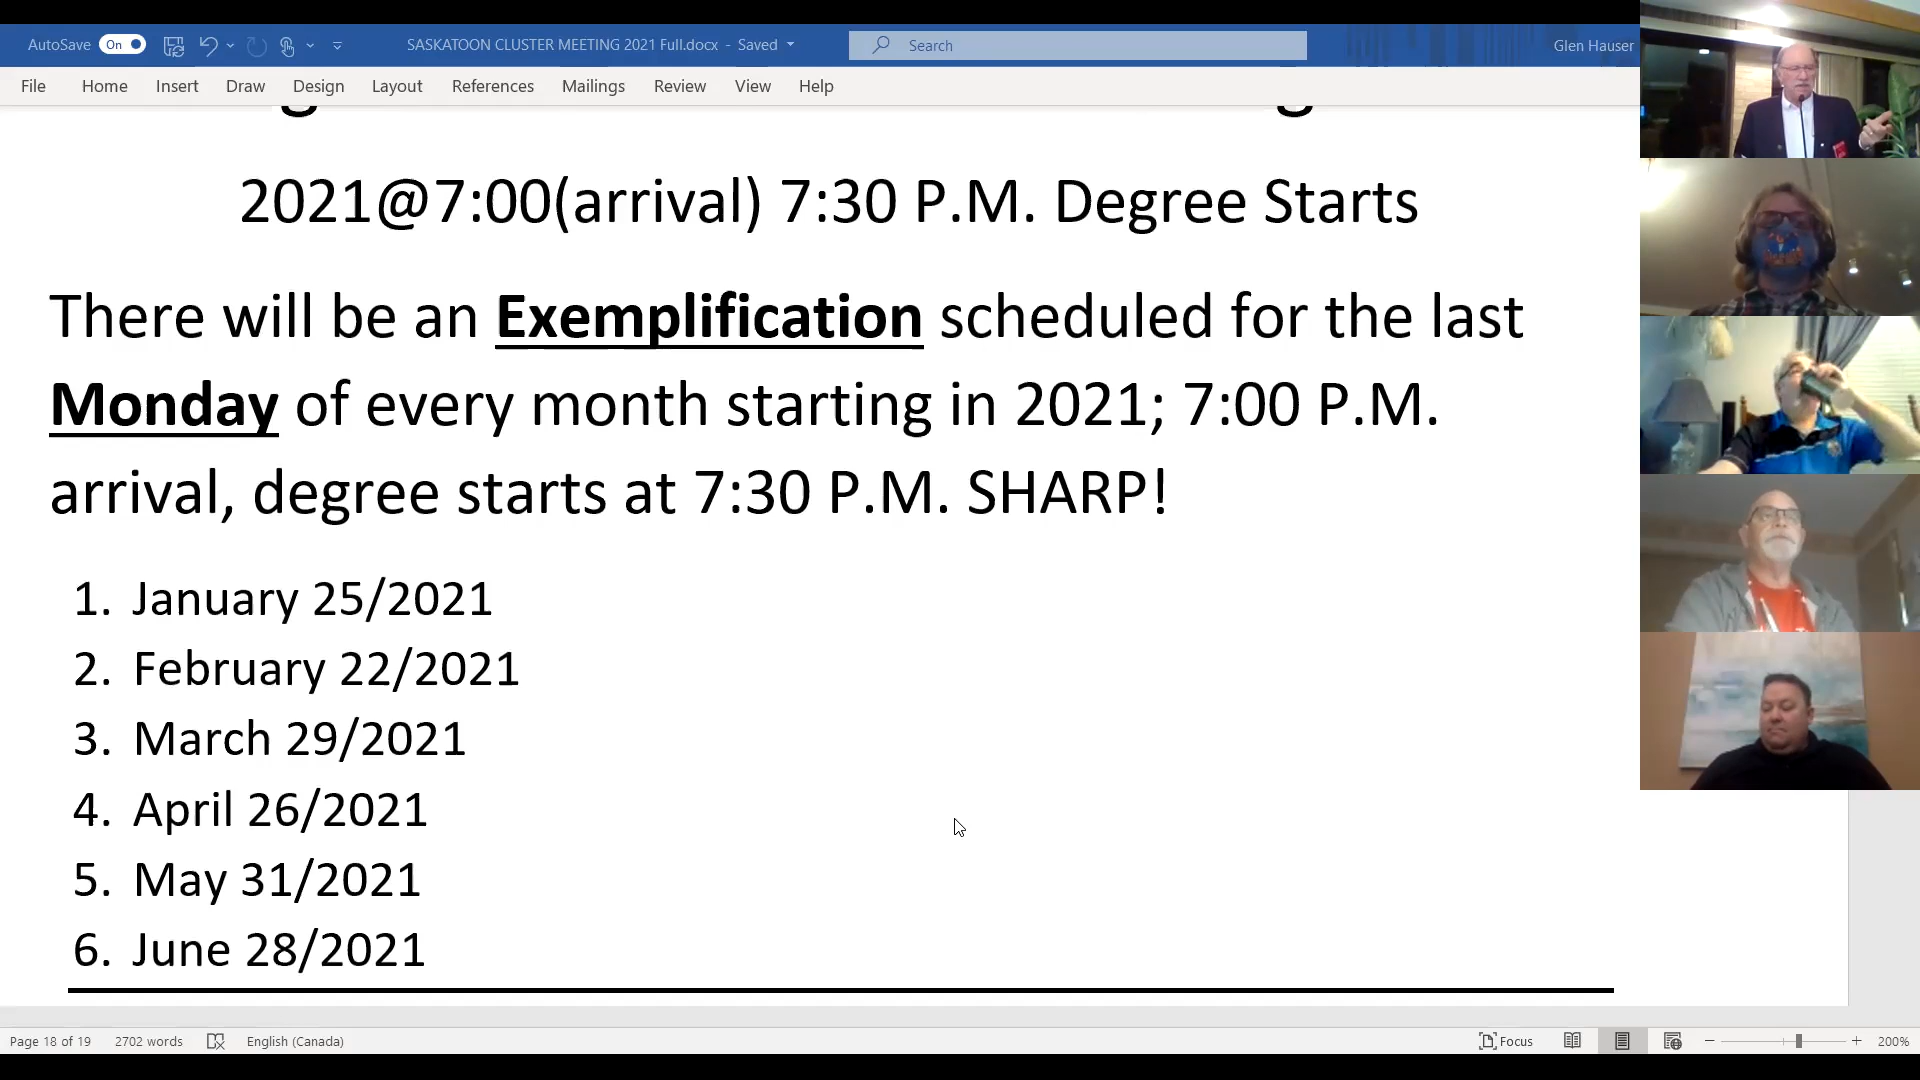 AutoSave On SASKATOON CLUSTER MEETING 2021 Full.docx - Saved Search Glen Hauser
File Home Insert Draw Design Layout References Mailings Review View Help
2021@7:00(arrival) 7:30 P.M. Degree Starts
There will be an Exemplification scheduled for the last
Monday of every month starting in 2021; 7:00 P.M.
arrival, degree starts at 7:30 P.M. SHARP!
1. January 25/2021
2. February 22/2021
3. March 29/2021
4. April 26/2021
5. May 31/2021
6. June 28/2021
Page 18 of 19 2702 words English (Canada) Focus 200%